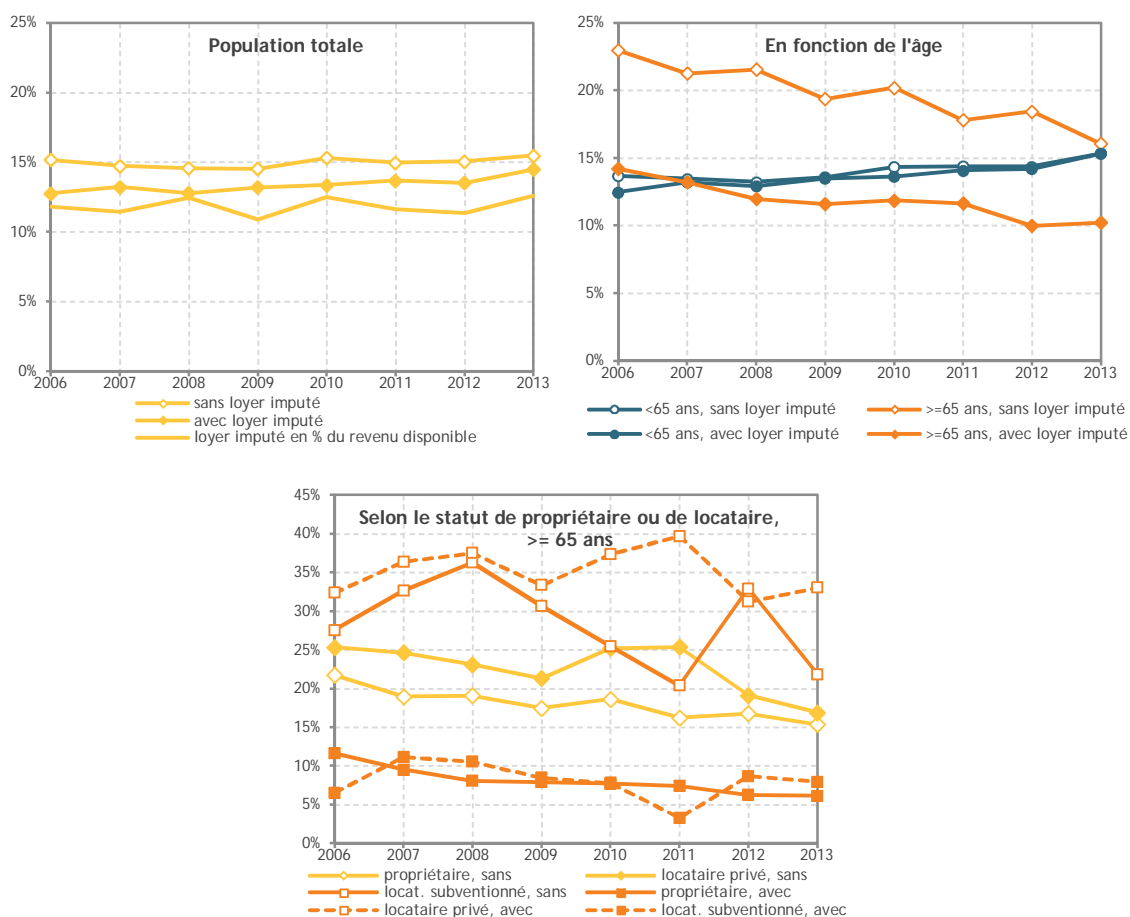 Population totale
25%
20%
15%
10%
5%
0%
2006 2007 2008 2009 2010 2011 2012 2013
sans loyer imputé
avec loyer imputé
loyer imputé en % du revenu disponible
En fonction de l'âge
25%
20%
15%
10%
5%
0%
2006 2007 2008 2009 2010 2011 2012 2013
<65 ans, sans loyer imputé >=65 ans, sans loyer imputé
<65 ans, avec loyer imputé >=65 ans, avec loyer imputé
Selon le statut de propriétaire ou de locataire,
>= 65 ans
45%
40%
35%
30%
25%
20%
15%
10%
5%
0%
2006 2007 2008 2009 2010 2011 2012 2013
propriétaire, sans locataire privé, sans
locat. subventionné, sans propriétaire, avec
locataire privé, avec locat. subventionné, avec